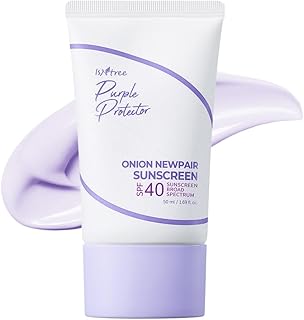 Isntree
Purple
Protector
ONION NEWPAIR
SUNSCREEN
SPF 40 SUNSCREEN
BROAD
SPECTRUM
50 ml / 1.69 fl. oz.